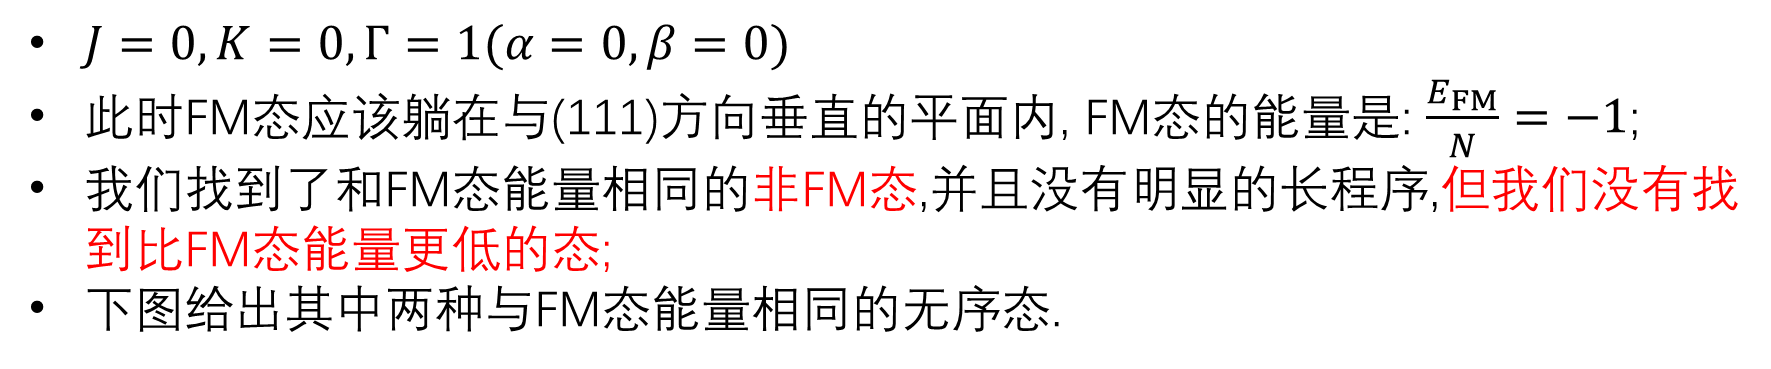 • J = 0, K = 0, Γ = 1(α = 0, β = 0)
• 此时FM态应该躺在与(111)方向垂直的平面内, FM态的能量是: E_FM/N = −1;
• 我们找到了和FM态能量相同的非FM态,并且没有明显的长程序,但我们没有找
到比FM态能量更低的态;
• 下图给出其中两种与FM态能量相同的无序态.